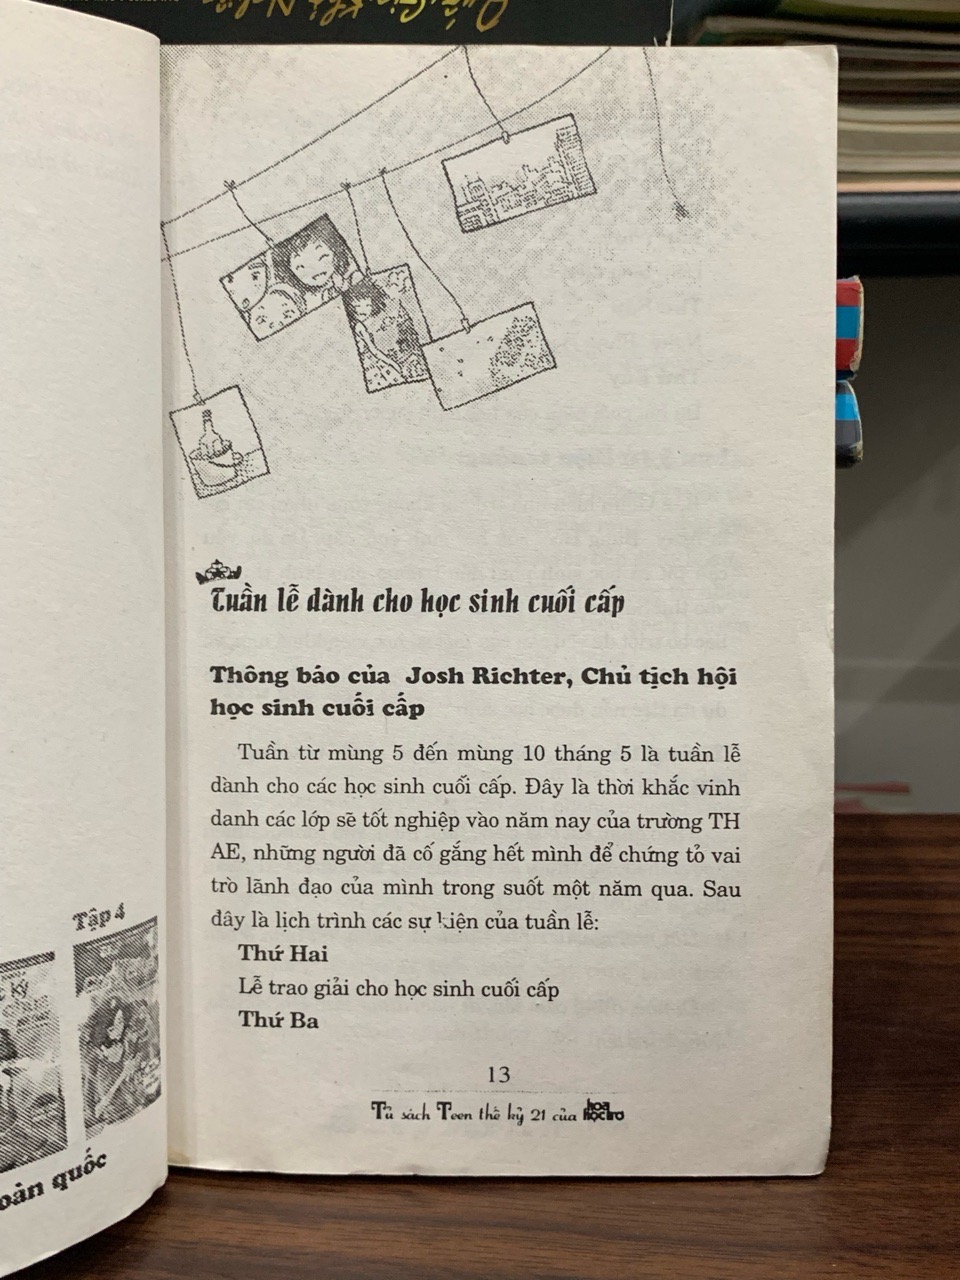 Tuần lễ dành cho học sinh cuối cấp
Thông báo của Josh Richter, Chủ tịch hội
học sinh cuối cấp
Tuần từ mùng 5 đến mùng 10 tháng 5 là tuần lễ
dành cho các học sinh cuối cấp. Đây là thời khắc vinh
danh các lớp sẽ tốt nghiệp vào năm nay của trường TH
AE, những người đã cố gắng hết mình để chứng tỏ vai
trò lãnh đạo của mình trong suốt một năm qua. Sau
đây là lịch trình các sự kiện của tuần lễ:
Thứ Hai
Lễ trao giải cho học sinh cuối cấp
Thứ Ba
13
Tủ sách Teen thế kỷ 21 của hoa học trò
Tập 4
oàn quốc